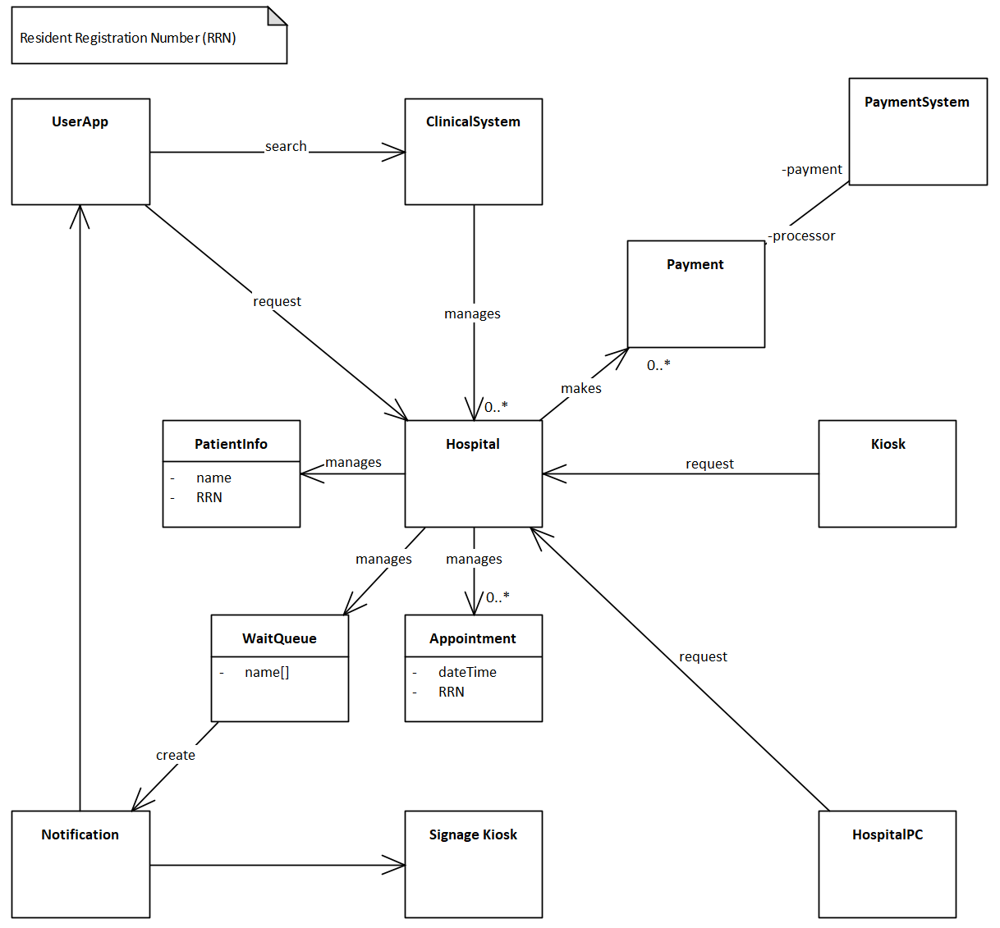 Resident Registration Number (RRN)
PaymentSystem
UserApp
ClinicalSystem
search
-payment
-processor
Payment
request
manages
0..*
makes
0..*
PatientInfo
- name
- RRN
manages
Hospital
request
Kiosk
manages
manages
0..*
WaitQueue
- name[]
Appointment
- dateTime
- RRN
request
create
Notification
Signage Kiosk
HospitalPC